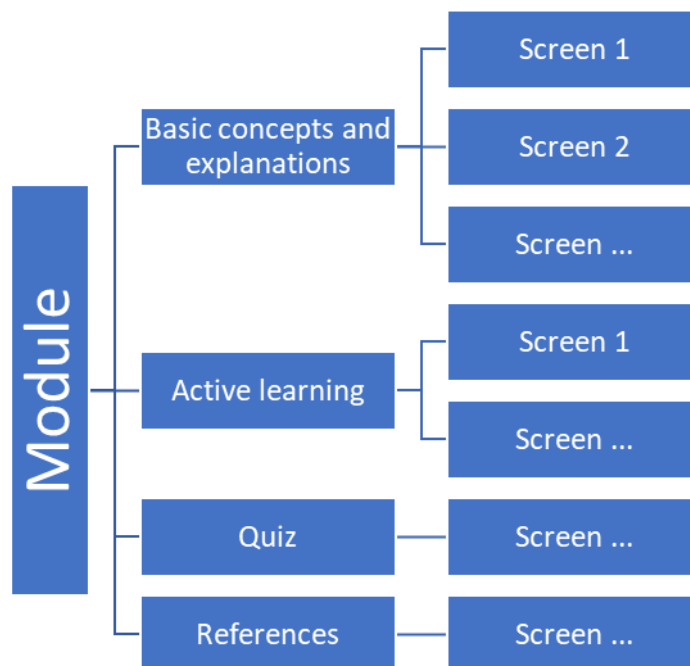 Module
Basic concepts and
explanations
Screen 1
Screen 2
Screen ...
Active learning
Screen 1
Screen ...
Quiz
Screen ...
References
Screen ...